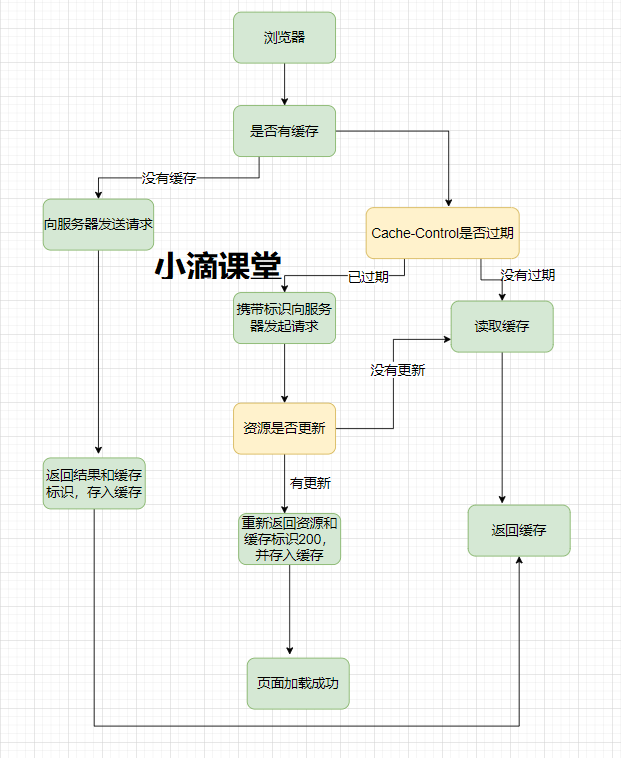 浏览器
是否有缓存
没有缓存
向服务器发送请求
Cache-Control是否过期
小滴课堂
已过期
没有过期
携带标识向服务
器发起请求
读取缓存
没有更新
资源是否更新
返回结果和缓存
标识，存入缓存
有更新
重新返回资源和
缓存标识200，
并存入缓存
返回缓存
页面加载成功